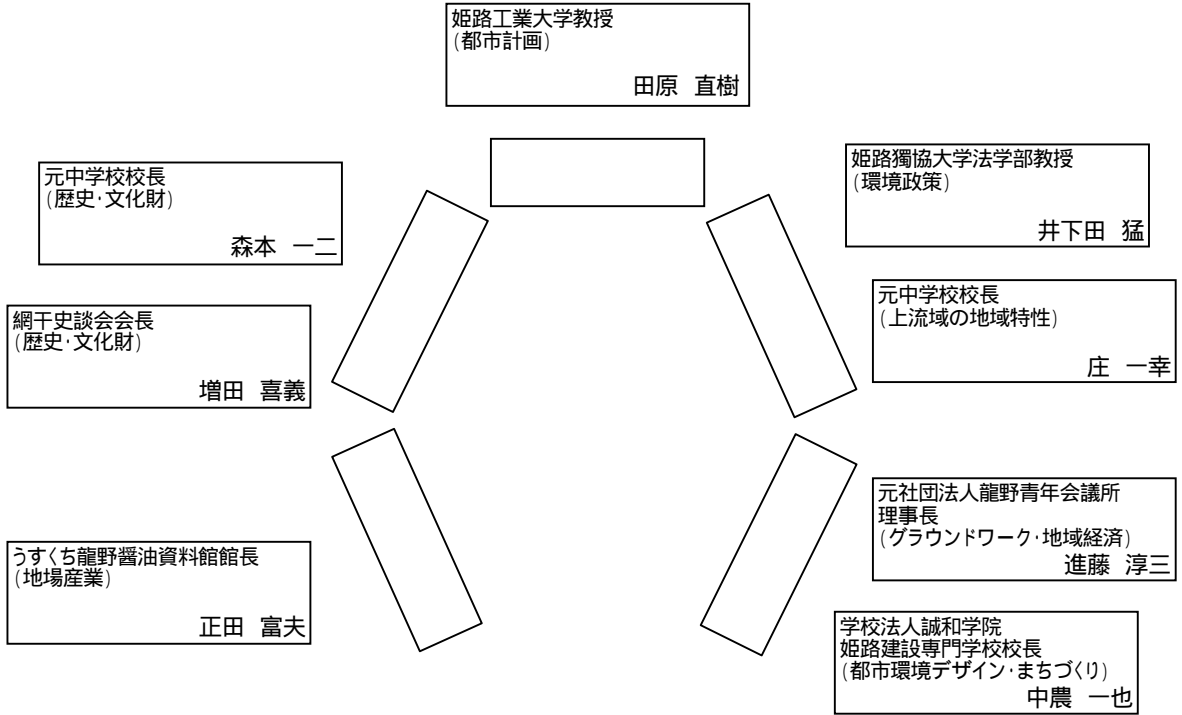 姫路工業大学教授
(都市計画)
田原 直樹
元中学校校長
(歴史･文化財)
森本 一二
姫路獨協大学法学部教授
(環境政策)
井下田 猛
網干史談会会長
(歴史･文化財)
増田 喜義
元中学校校長
(上流域の地域特性)
庄 一幸
うすくち龍野醤油資料館館長
(地場産業)
正田 富夫
元社団法人龍野青年会議所
理事長
(グラウンドワーク･地域経済)
進藤 淳三
学校法人誠和学院
姫路建設専門学校校長
(都市環境デザイン･まちづくり)
中農 一也